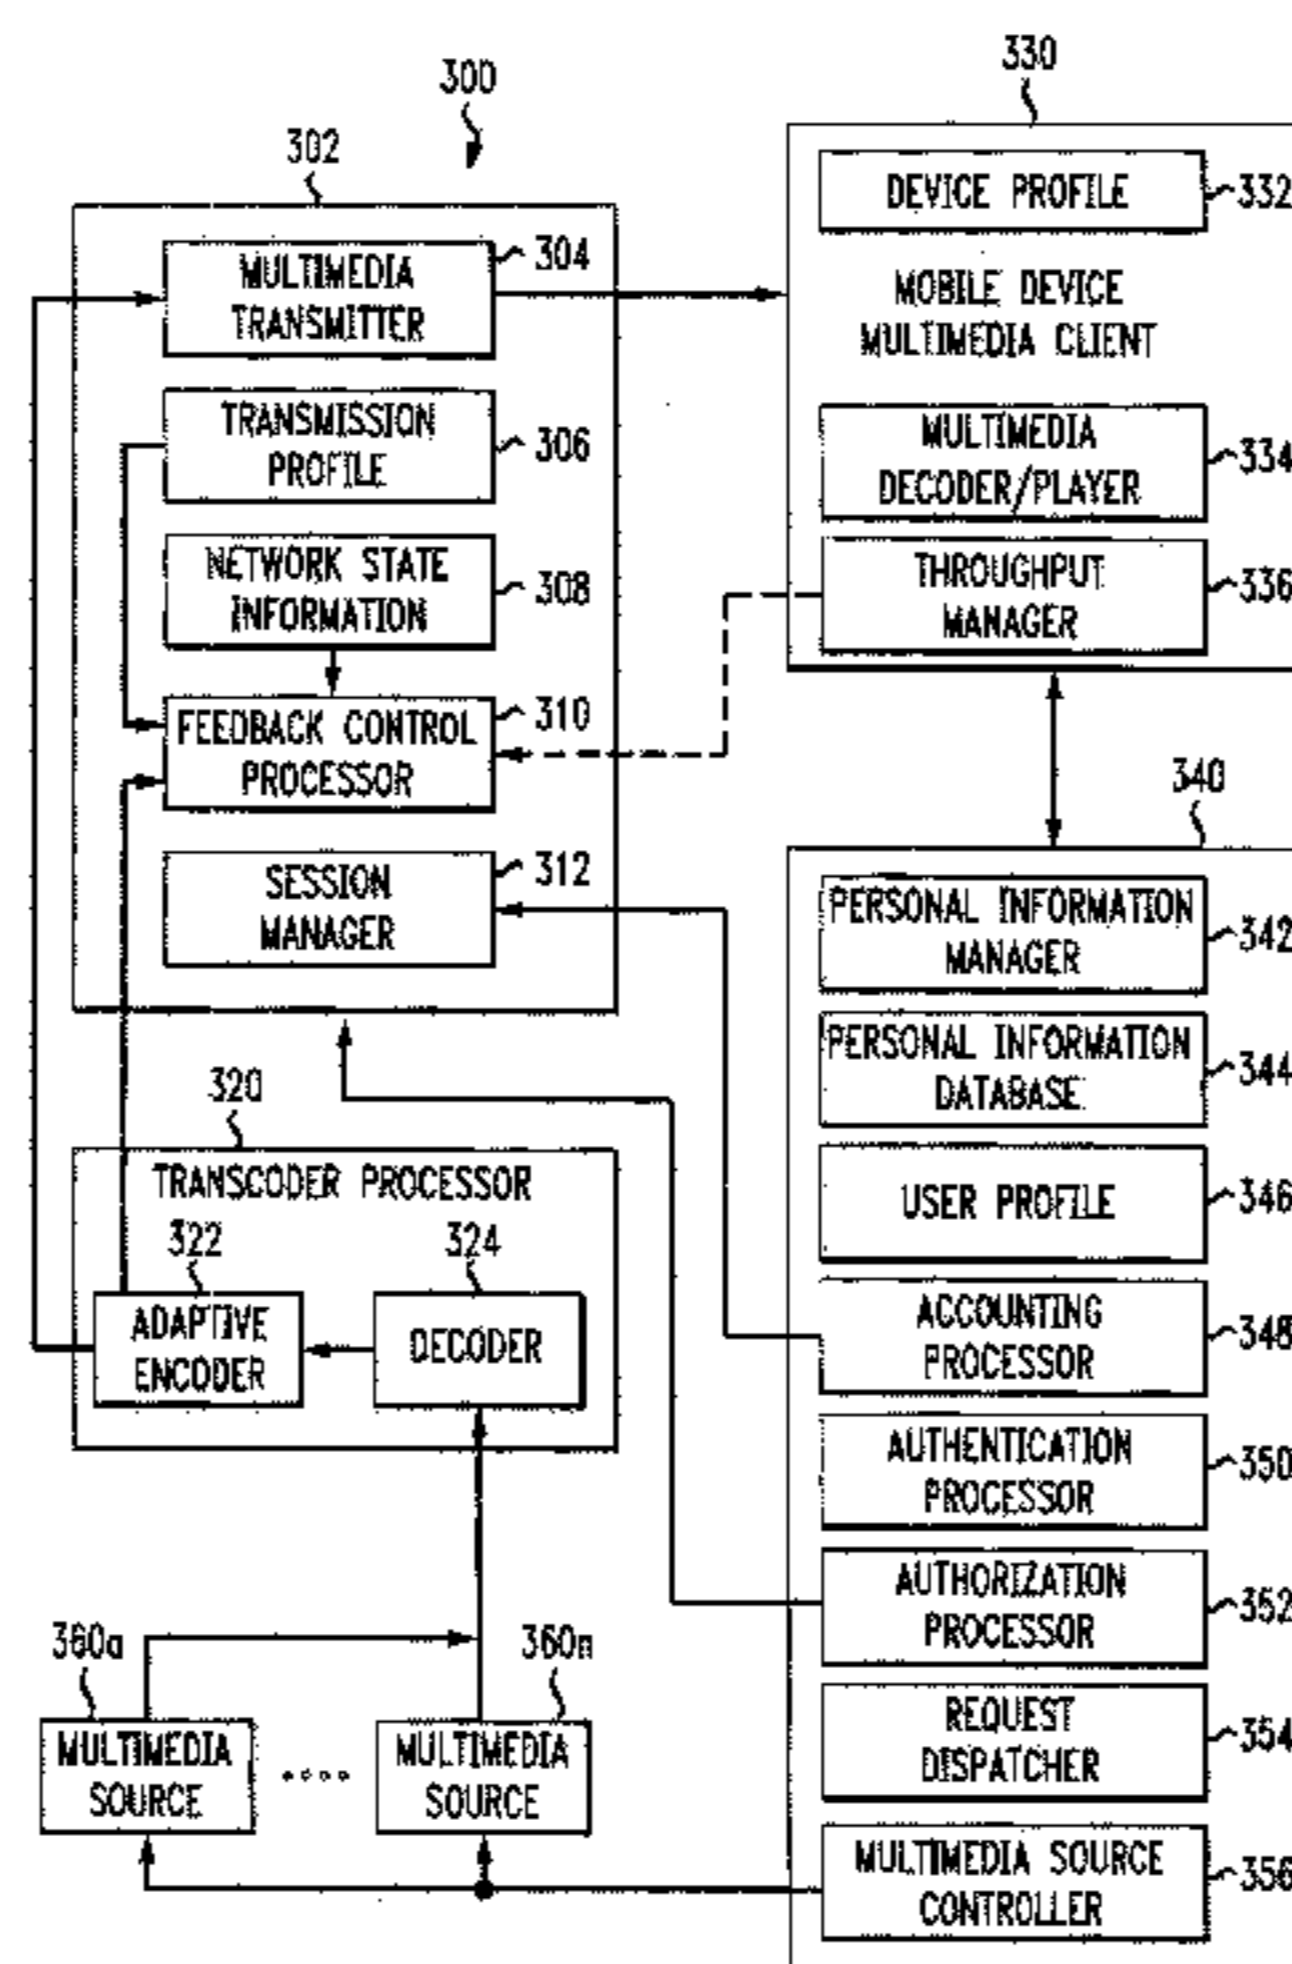 300
302
MULTIMEDIA
TRANSMITTER
304
TRANSMISSION
PROFILE
306
NETWORK STATE
INFORMATION
308
FEEDBACK CONTROL
PROCESSOR
310
SESSION
MANAGER
312
320
TRANSCODER PROCESSOR
322
324
ADAPTIVE
ENCODER
DECODER
360a
360n
MULTIMEDIA
SOURCE
MULTIMEDIA
SOURCE
330
DEVICE PROFILE
332
MOBILE DEVICE
MULTIMEDIA CLIENT
MULTIMEDIA
DECODER/PLAYER
334
THROUGHPUT
MANAGER
336
340
PERSONAL INFORMATION
MANAGER
342
PERSONAL INFORMATION
DATABASE
344
USER PROFILE
346
ACCOUNTING
PROCESSOR
348
AUTHENTICATION
PROCESSOR
350
AUTHORIZATION
PROCESSOR
352
REQUEST
DISPATCHER
354
MULTIMEDIA SOURCE
CONTROLLER
356